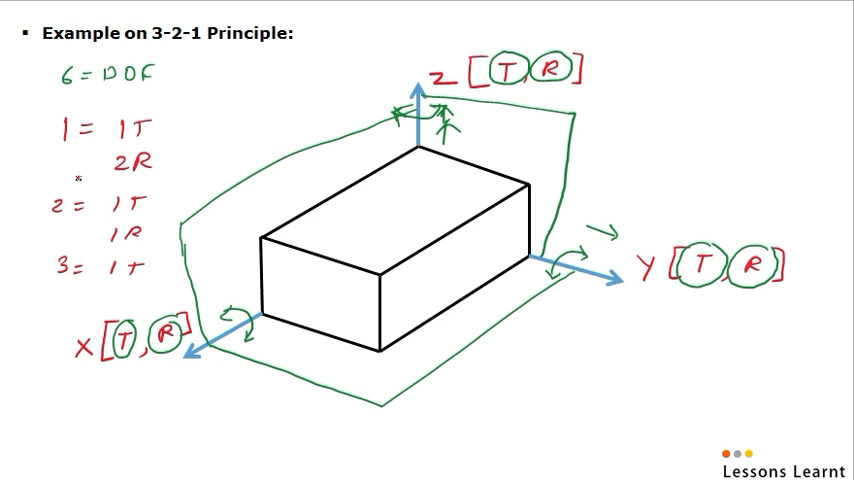 ▪ Example on 3-2-1 Principle:
6 = DOF
Z [T, R]
1 = 1T
2R
2 = 1T
1R
3 = 1T
Y [T, R]
X [T, R]
Lessons Learnt